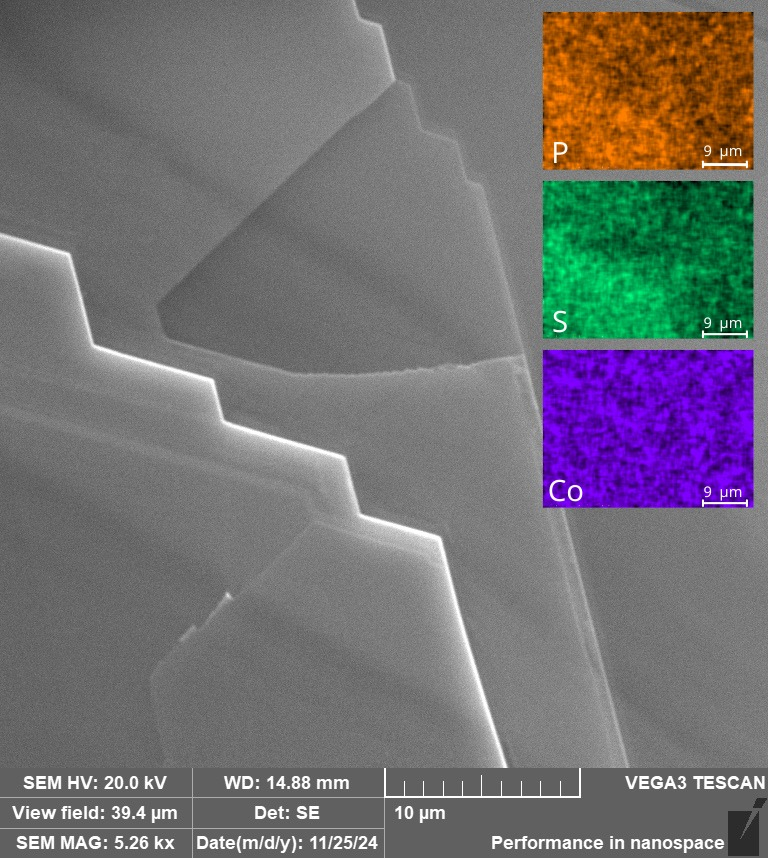 P
9 µm
S
9 µm
Co
9 µm
SEM HV: 20.0 kV
WD: 14.88 mm
VEGA3 TESCAN
View field: 39.4 µm
Det: SE
10 µm
SEM MAG: 5.26 kx
Date(m/d/y): 11/25/24
Performance in nanospace